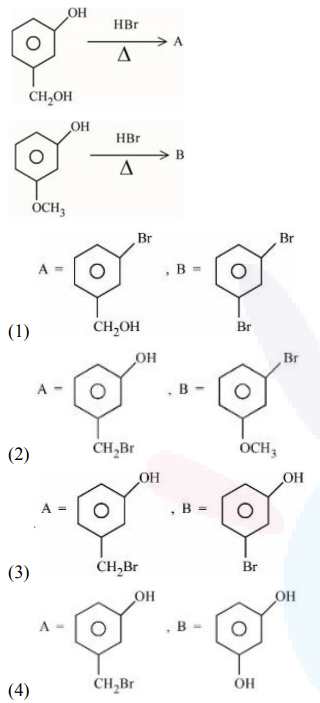 OH
HBr
A
Δ
CH₂OH
OH
HBr
B
Δ
OCH₃
Br
Br
A =
, B =
CH₂OH
Br
(1)
OH
Br
A =
, B =
CH₂Br
OCH₃
(2)
OH
OH
A =
, B =
CH₂Br
Br
(3)
OH
OH
A =
, B =
CH₂Br
OH
(4)